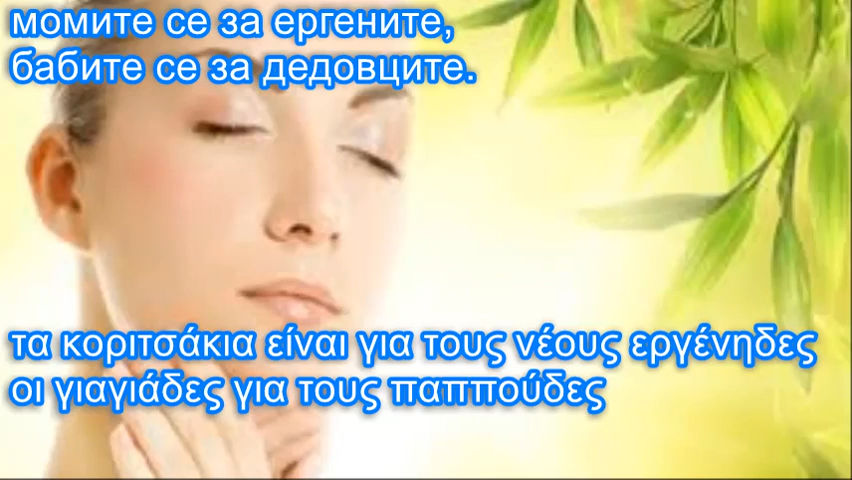 момите се за ергените,
бабите се за дедовците.
τα κοριτσάκια είναι για τους νέους εργένηδες
οι γιαγιάδες για τους παππούδες